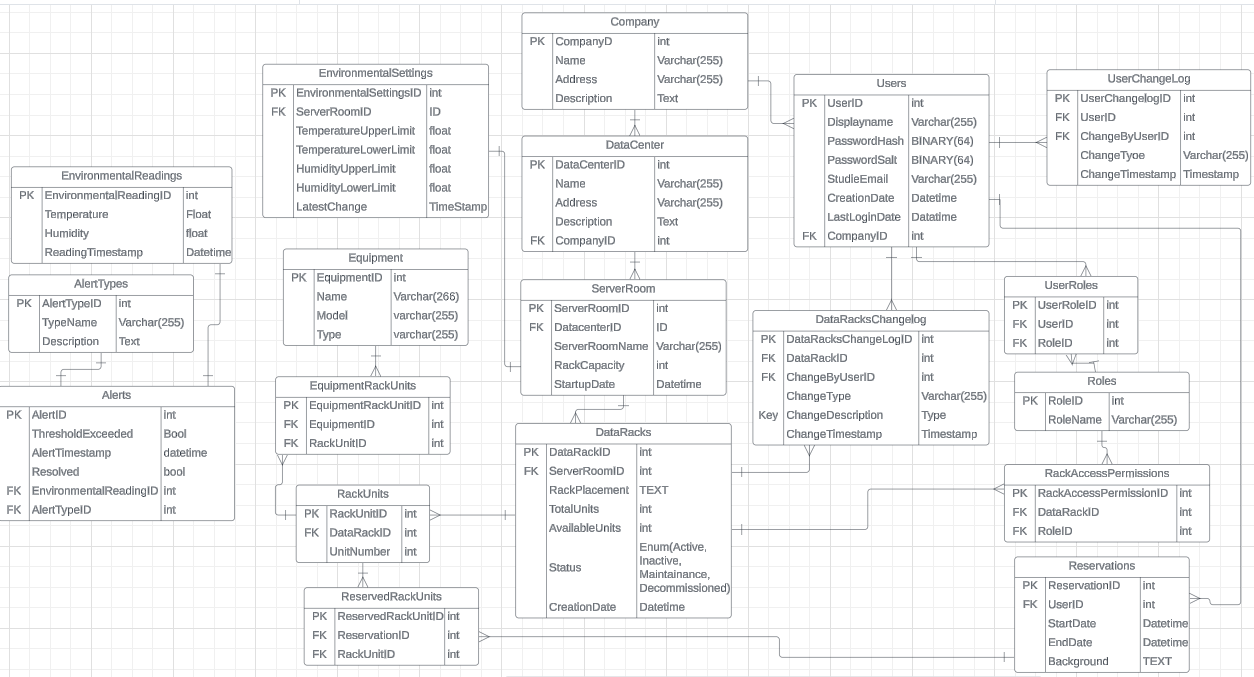 Company
PK CompanyD int
Name Varchar(255)
Address Varchar(255)
Description Text
EnvironmentalSettings
PK EnvironmentalSettingsID int
FK ServerRoomID ID
TemperatureUpperLimit float
TemperatureLowerLimit float
HumidityUpperLimit float
HumidityLowerLimit float
LatestChange TimeStamp
Users
PK UserID int
Displayname Varchar(255)
PasswordHash BINARY(64)
PasswordSalt BINARY(64)
StudieEmail Varchar(255)
CreationDate Datetime
LastLoginDate Datatime
FK CompanyID int
UserChangeLog
PK UserChangelogID int
FK UserID int
FK ChangeByUserID int
ChangeTyoe Varchar(255)
ChangeTimestamp Timestamp
DataCenter
PK DataCenterID int
Name Varchar(255)
Address Varchar(255)
Description Text
FK CompanyID int
EnvironmentalReadings
PK EnvironmentalReadingID int
Temperature Float
Humidity float
ReadingTimestamp Datetime
Equipment
PK EquipmentID int
Name Varchar(266)
Model varchar(255)
Type varchar(255)
AlertTypes
PK AlertTypeID int
TypeName Varchar(255)
Description Text
ServerRoom
PK ServerRoomID int
FK DatacenterID ID
ServerRoomName Varchar(255)
RackCapacity int
StartupDate Datetime
UserRoles
PK UserRoleID int
FK UserID int
FK RoleID int
DataRacksChangelog
PK DataRacksChangeLogID int
FK DataRackID int
FK ChangeByUserID int
ChangeType Varchar(255)
Key ChangeDescription Type
ChangeTimestamp Timestamp
Roles
PK RoleID int
RoleName Varchar(255)
EquipmentRackUnits
PK EquipmentRackUnitID int
FK EquipmentID int
FK RackUnitID int
Alerts
PK AlertID int
ThresholdExceeded Bool
AlertTimestamp datetime
Resolved bool
FK EnvironmentalReadingID int
FK AlertTypeID int
DataRacks
PK DataRackID int
FK ServerRoomID int
RackPlacement TEXT
TotalUnits int
AvailableUnits int
Status Enum(Active,
Inactive,
Maintainance,
Decommissioned)
CreationDate Datetime
RackAccessPermissions
PK RackAccessPermissionID int
FK DataRackID int
FK RoleID int
RackUnits
PK RackUnitID int
FK DataRackID int
UnitNumber int
Reservations
PK ReservationID int
FK UserID int
StartDate Datetime
EndDate Datetime
Background TEXT
ReservedRackUnits
PK ReservedRackUnitID int
FK ReservationID int
FK RackUnitID int